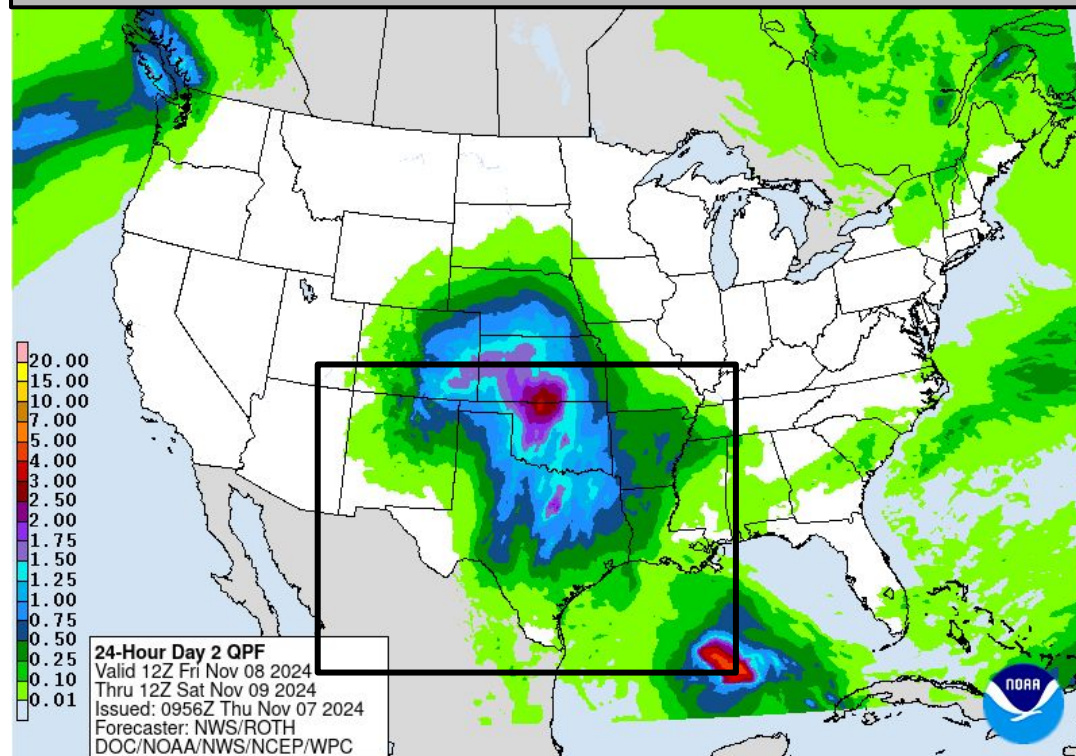 20.00
15.00
10.00
7.00
5.00
4.00
3.00
2.50
2.00
1.75
1.50
1.25
1.00
0.75
0.50
0.25
0.10
0.01
24-Hour Day 2 QPF
Valid 12Z Fri Nov 08 2024
Thru 12Z Sat Nov 09 2024
Issued: 0956Z Thu Nov 07 2024
Forecaster: NWS/ROTH
DOC/NOAA/NWS/NCEP/WPC
NOAA